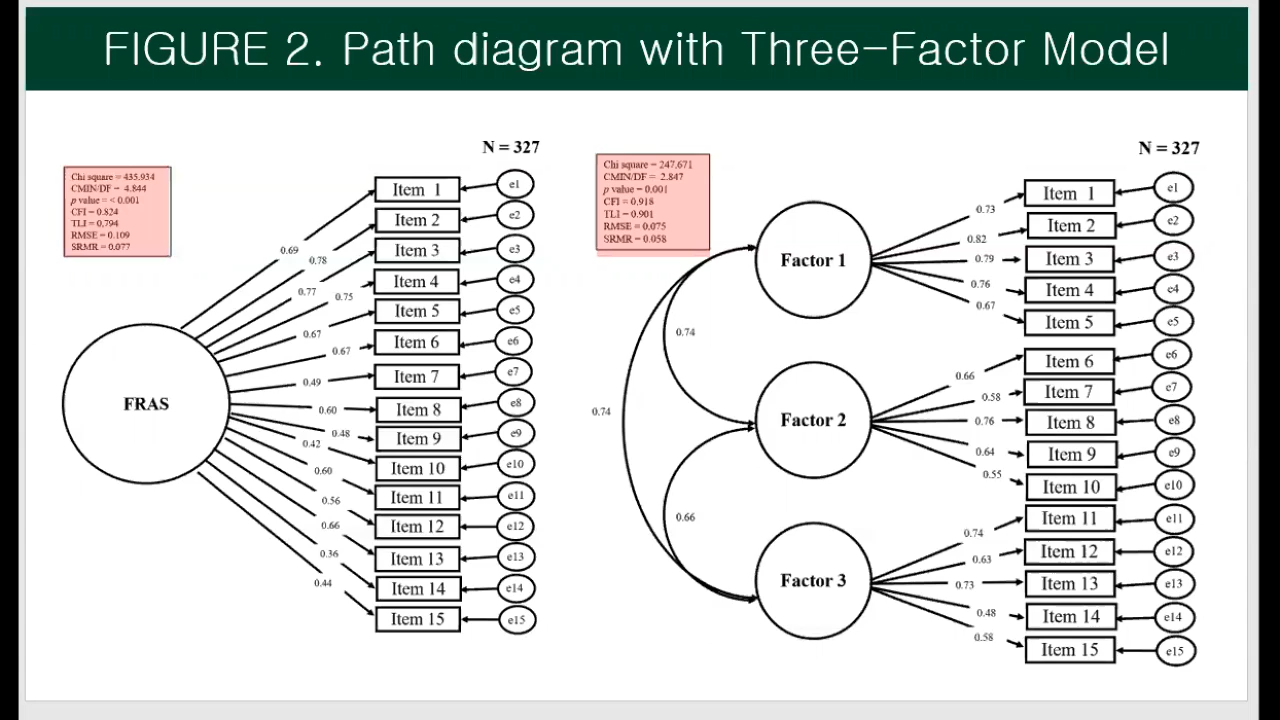 FIGURE 2. Path diagram with Three-Factor Model
N = 327
Chi square = 435.934
CMIN/DF = 4.844
p value = < 0.001
CFI = 0.824
TLI = 0.794
RMSE = 0.109
SRMR = 0.077
FRAS
0.69
0.78
0.77
0.75
0.67
0.67
0.49
0.60
0.48
0.42
0.60
0.56
0.66
0.36
0.44
Item 1 e1
Item 2 e2
Item 3 e3
Item 4 e4
Item 5 e5
Item 6 e6
Item 7 e7
Item 8 e8
Item 9 e9
Item 10 e10
Item 11 e11
Item 12 e12
Item 13 e13
Item 14 e14
Item 15 e15
N = 327
Chi square = 247.671
CMIN/DF = 2.847
p value = 0.001
CFI = 0.918
TLI = 0.901
RMSE = 0.075
SRMR = 0.058
0.74
0.74
0.66
Factor 1
0.73
0.82
0.79
0.76
0.67
Item 1 e1
Item 2 e2
Item 3 e3
Item 4 e4
Item 5 e5
Factor 2
0.66
0.58
0.76
0.64
0.55
Item 6 e6
Item 7 e7
Item 8 e8
Item 9 e9
Item 10 e10
Factor 3
0.74
0.63
0.73
0.48
0.58
Item 11 e11
Item 12 e12
Item 13 e13
Item 14 e14
Item 15 e15